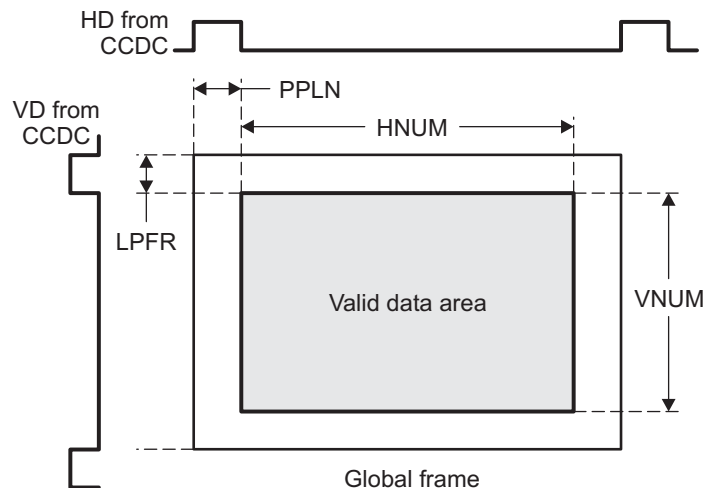 HD from
CCDC
PPLN
VD from
CCDC
HNUM
LPFR
Valid data area
VNUM
Global frame